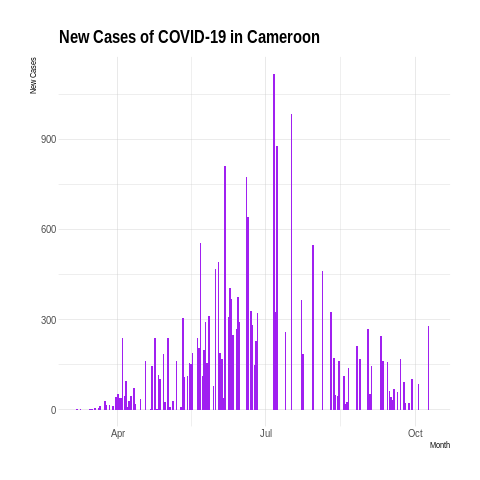 New Cases of COVID-19 in Cameroon
New Cases
900
600
300
0
Apr
Jul
Oct
Month